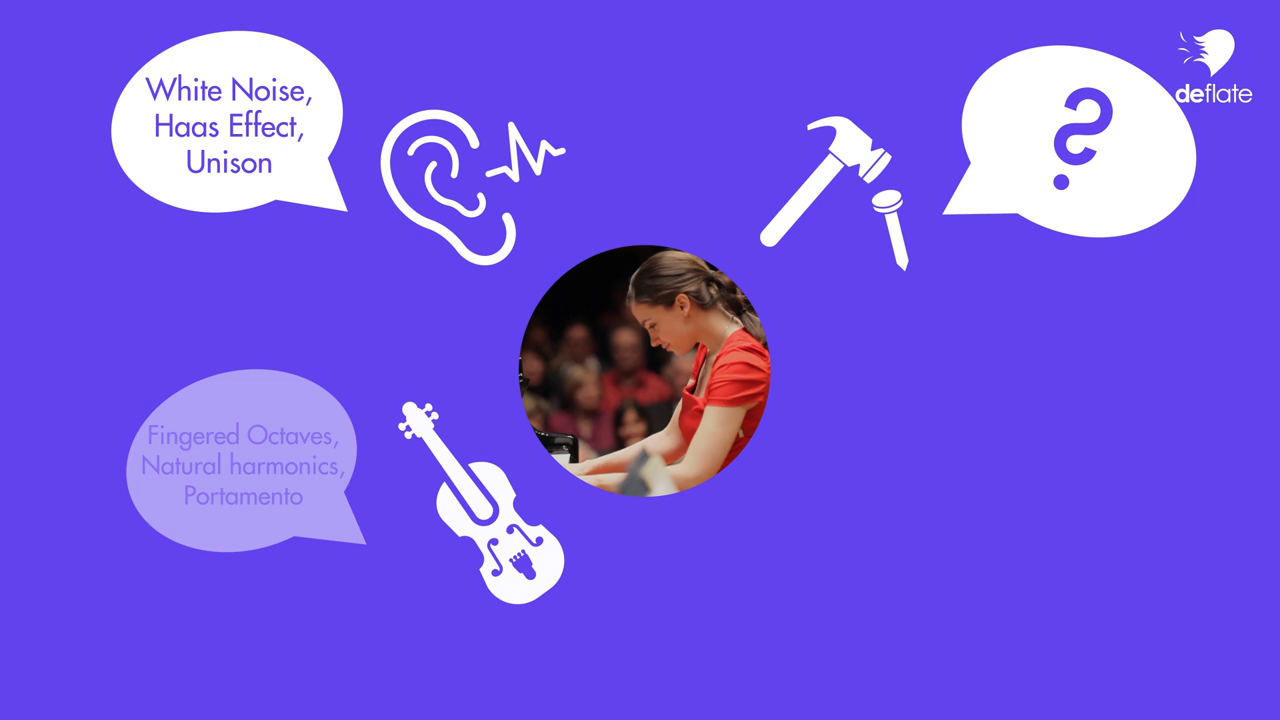 White Noise,
Haas Effect,
Unison
?
deflate
Fingered Octaves,
Natural harmonics,
Portamento